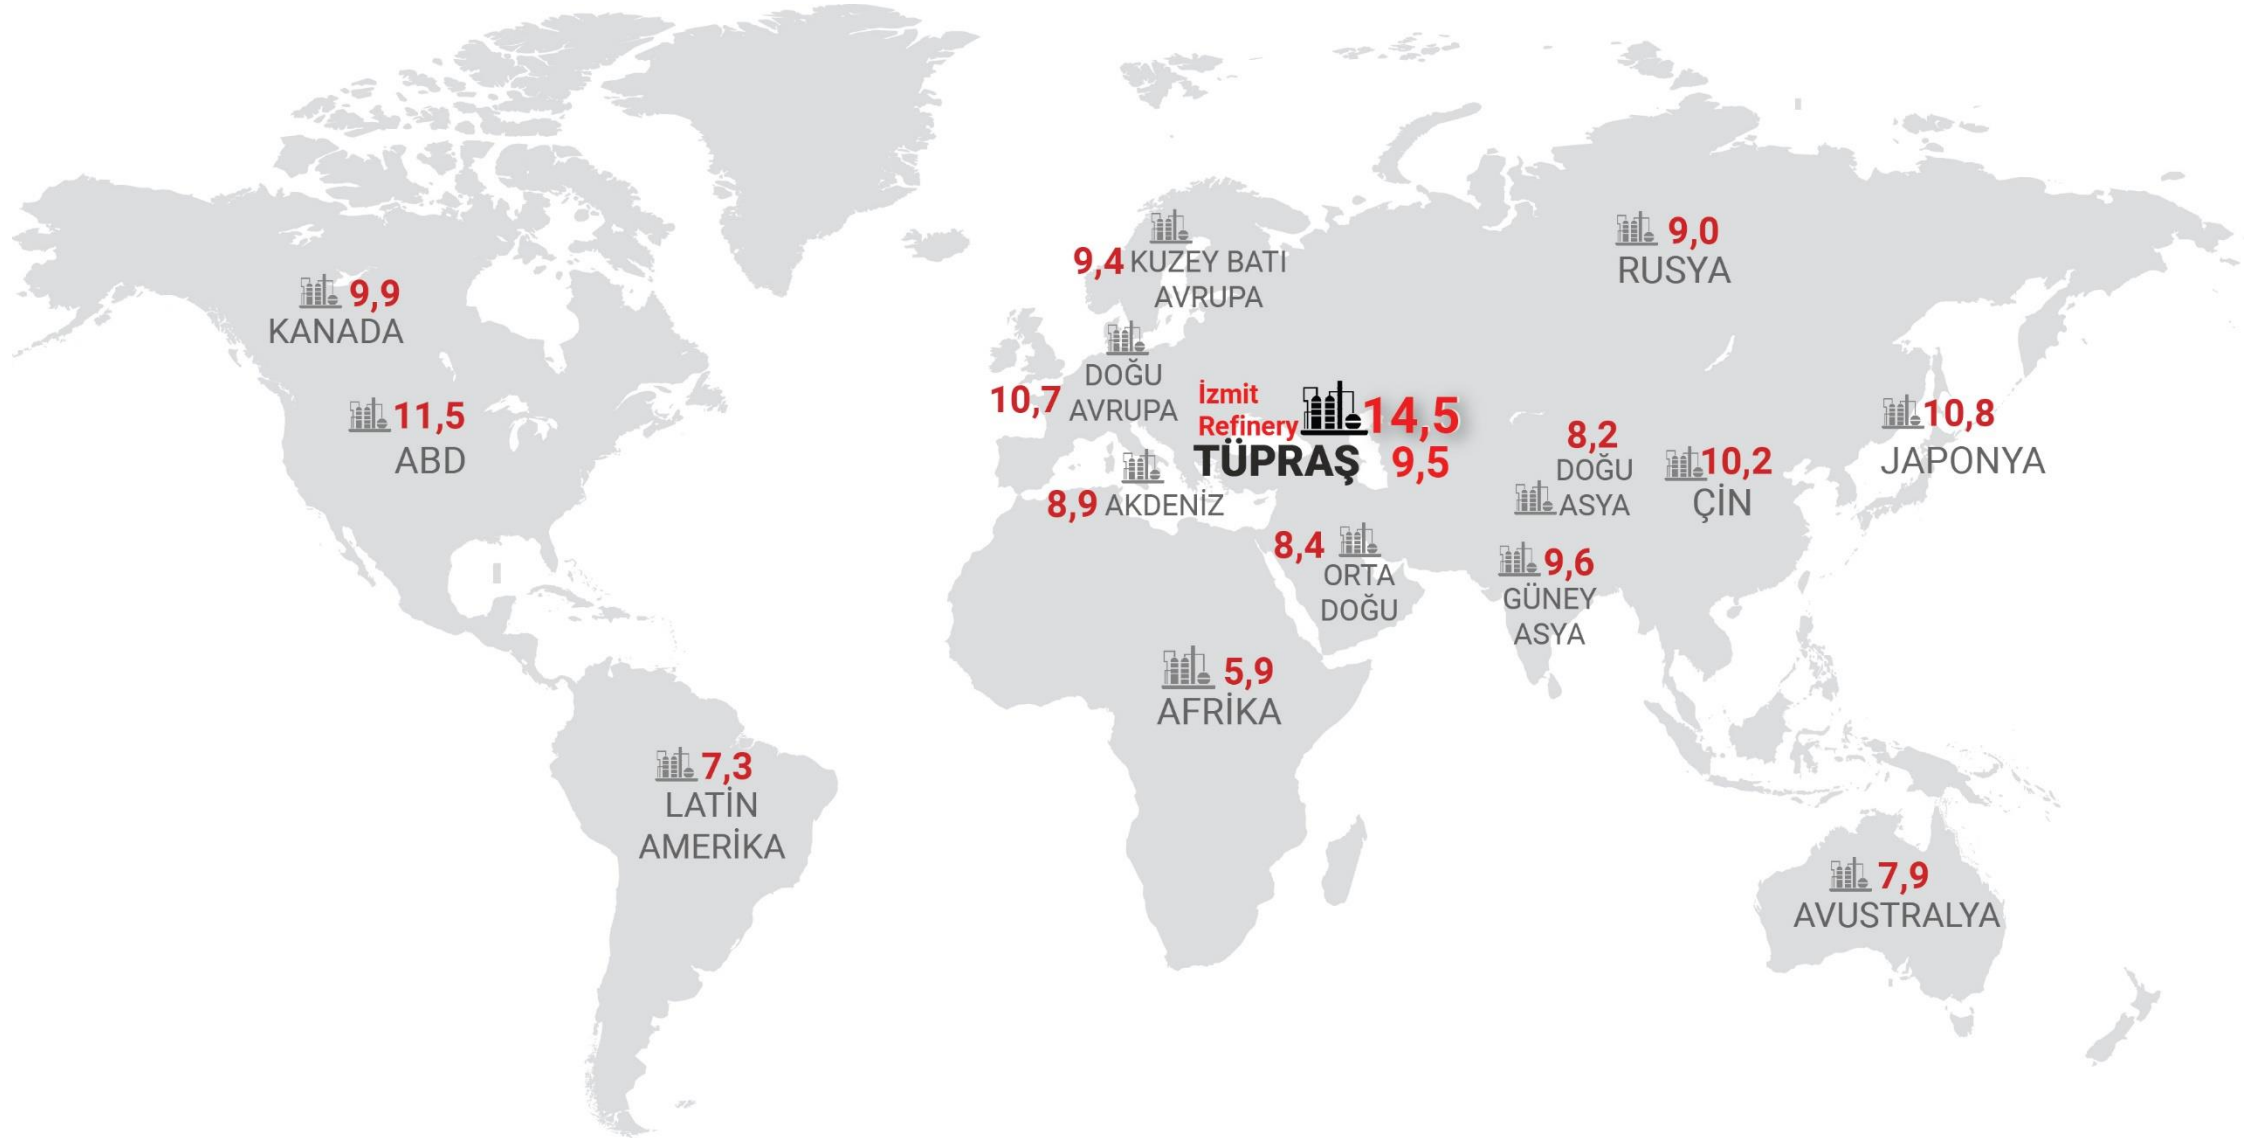 9,4 KUZEY BATI
AVRUPA
9,0
RUSYA
9,9
KANADA
DOĞU
10,7 AVRUPA
İzmit
Refinery 14,5
TÜPRAŞ 9,5
11,5
ABD
8,2
DOĞU
ASYA
10,2
ÇİN
10,8
JAPONYA
8,9 AKDENİZ
8,4
ORTA
DOĞU
9,6
GÜNEY
ASYA
5,9
AFRİKA
7,3
LATİN
AMERİKA
7,9
AVUSTRALYA